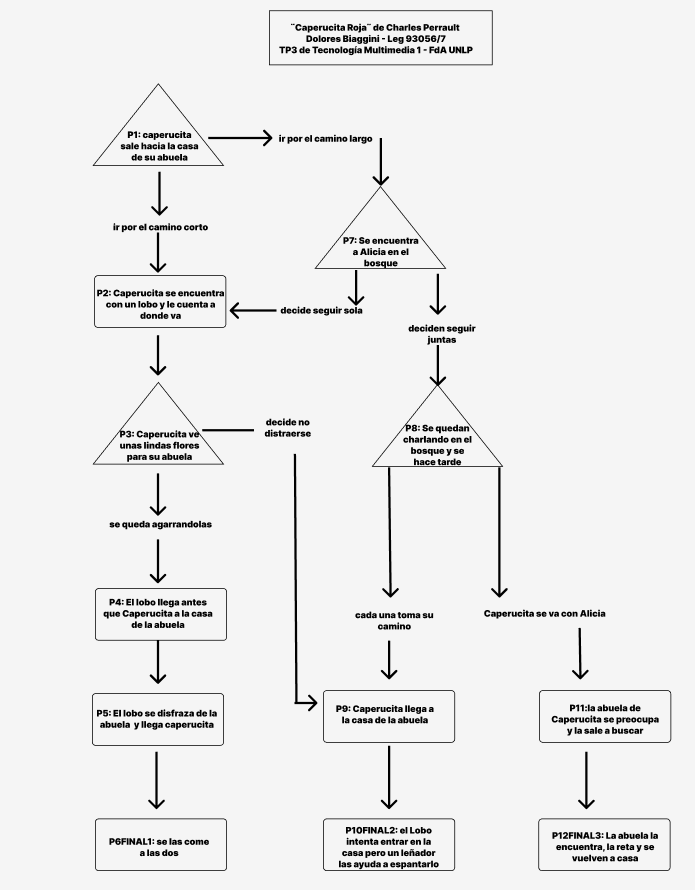 ¨Caperucita Roja¨ de Charles Perrault
Dolores Biaggini - Leg 93056/7
TP3 de Tecnología Multimedia 1 - FdA UNLP
P1: caperucita
sale hacia la casa
de su abuela
ir por el camino largo
ir por el camino corto
P7: Se encuentra
a Alicia en el
bosque
P2: Caperucita se encuentra
con un lobo y le cuenta a
donde va
decide seguir sola
deciden seguir
juntas
P3: Caperucita ve
unas lindas flores
para su abuela
decide no
distraerse
P8: Se quedan
charlando en el
bosque y se
hace tarde
se queda agarrandolas
P4: El lobo llega antes
que Caperucita a la casa
de la abuela
cada una toma su
camino
Caperucita se va con Alicia
P5: El lobo se disfraza de la
abuela y llega caperucita
P9: Caperucita llega a
la casa de la abuela
P11:la abuela de
Caperucita se preocupa
y la sale a buscar
P6FINAL1: se las come
a las dos
P10FINAL2: el Lobo
intenta entrar en la
casa pero un leñador
las ayuda a espantarlo
P12FINAL3: La abuela la
encuentra, la reta y se
vuelven a casa